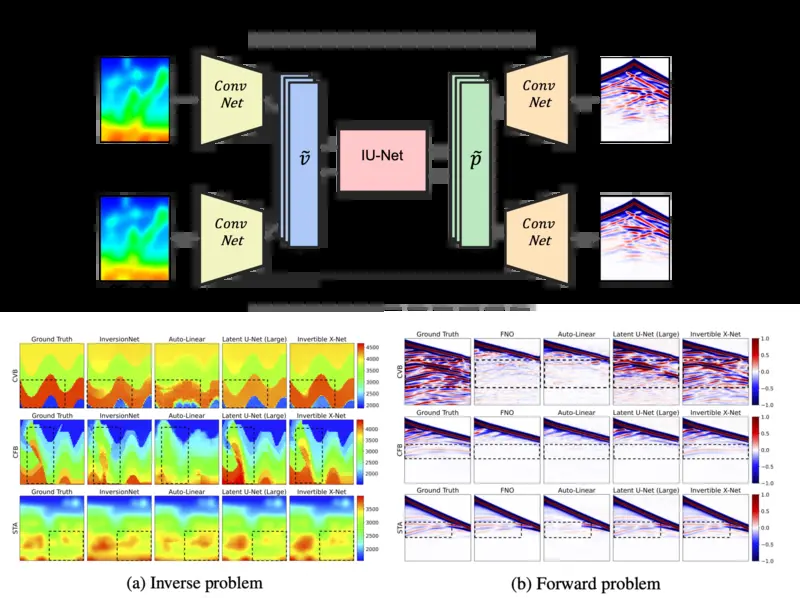 Conv
Net
Conv
Net
ṽ
IU-Net
p̃
Conv
Net
Conv
Net
Ground Truth InversionNet Auto-Linear Latent U-Net (Large) Invertible X-Net
CVB
4500
4000
3500
3000
2500
2000
Ground Truth InversionNet Auto-Linear Latent U-Net (Large) Invertible X-Net
CFB
4000
3500
3000
2500
2000
Ground Truth InversionNet Auto-Linear Latent U-Net (Large) Invertible X-Net
STA
3500
3000
2500
2000
(a) Inverse problem
Ground Truth FNO Auto-Linear Latent U-Net (Large) Invertible X-Net
CVB
1.0
0.5
0.0
−0.5
−1.0
Ground Truth FNO Auto-Linear Latent U-Net (Large) Invertible X-Net
CFB
1.0
0.5
0.0
−0.5
−1.0
Ground Truth FNO Auto-Linear Latent U-Net (Large) Invertible X-Net
STA
1.0
0.5
0.0
−0.5
−1.0
(b) Forward problem